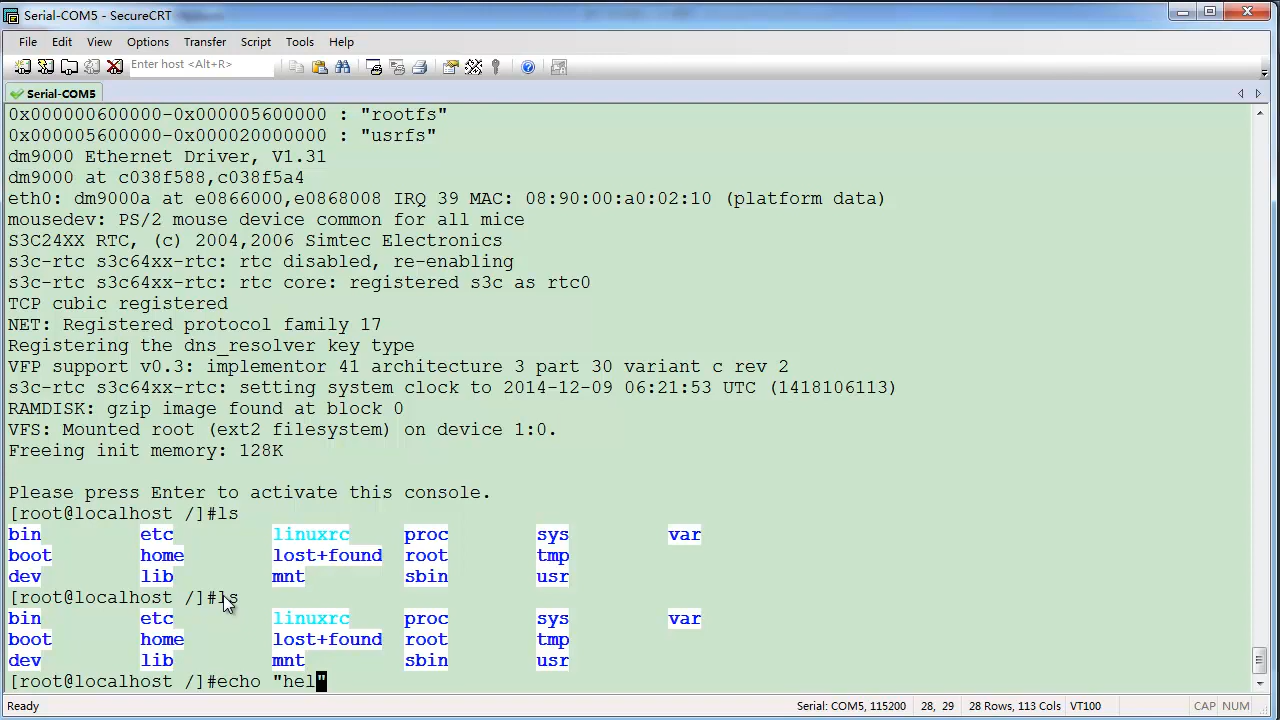 Serial-COM5 - SecureCRT
File Edit View Options Transfer Script Tools Help
Enter host <Alt+R>
Serial-COM5
0x000000600000-0x000005600000 : "rootfs"
0x000005600000-0x000020000000 : "usrfs"
dm9000 Ethernet Driver, V1.31
dm9000 at c038f588,c038f5a4
eth0: dm9000a at e0866000,e0868008 IRQ 39 MAC: 08:90:00:a0:02:10 (platform data)
mousedev: PS/2 mouse device common for all mice
S3C24XX RTC, (c) 2004,2006 Simtec Electronics
s3c-rtc s3c64xx-rtc: rtc disabled, re-enabling
s3c-rtc s3c64xx-rtc: rtc core: registered s3c as rtc0
TCP cubic registered
NET: Registered protocol family 17
Registering the dns_resolver key type
VFP support v0.3: implementor 41 architecture 3 part 30 variant c rev 2
s3c-rtc s3c64xx-rtc: setting system clock to 2014-12-09 06:21:53 UTC (1418106113)
RAMDISK: gzip image found at block 0
VFS: Mounted root (ext2 filesystem) on device 1:0.
Freeing init memory: 128K
Please press Enter to activate this console.
[root@localhost /]#ls
bin etc linuxrc proc sys var
boot home lost+found root tmp
dev lib mnt sbin usr
[root@localhost /]#ls
bin etc linuxrc proc sys var
boot home lost+found root tmp
dev lib mnt sbin usr
[root@localhost /]#echo "hel"
Ready Serial: COM5, 115200 28, 29 28 Rows, 113 Cols VT100 CAP NUM